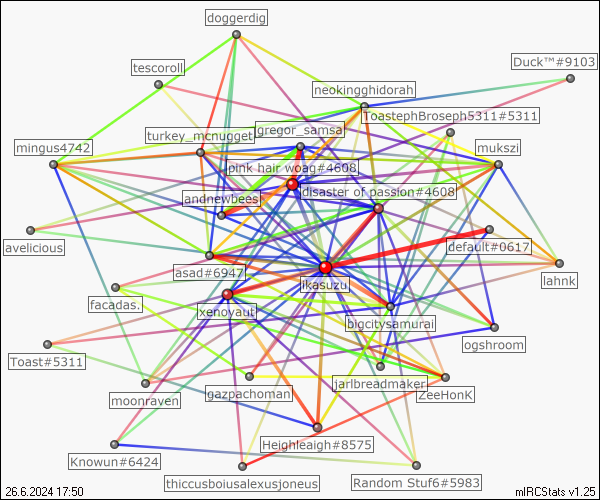 doggerdig
Duck™#9103
tescoroll
neokingghidorah
ToastephBroseph5311#5311
gregor_samsa
turkey_mcnugget
mingus4742
mukszi
pink hair woag#4608
disaster of passion#4608
andnewbees
avelicious
default#0617
asad#6947
lahnk
ikasuzu
facadas.
xenoyaut
bigcitysamurai
ogshroom
Toast#5311
jarlbreadmaker
ZeeHonK
moonraven
gazpachoman
Heighleaigh#8575
Knowun#6424
thiccusboiusalexusjoneus
Random Stuf6#5983
26.6.2024 17:50
mIRCStats v1.25